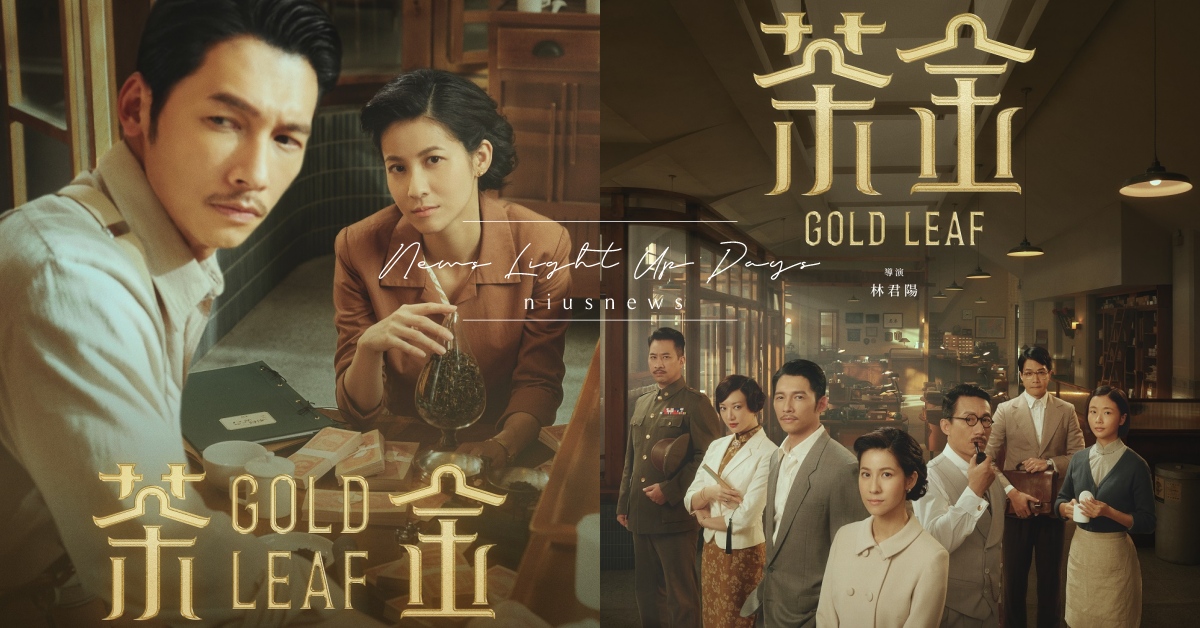 茶金
GOLD LEAF
導演
林君陽
News Light Up Days
niusnews
茶 GOLD LEAF 金